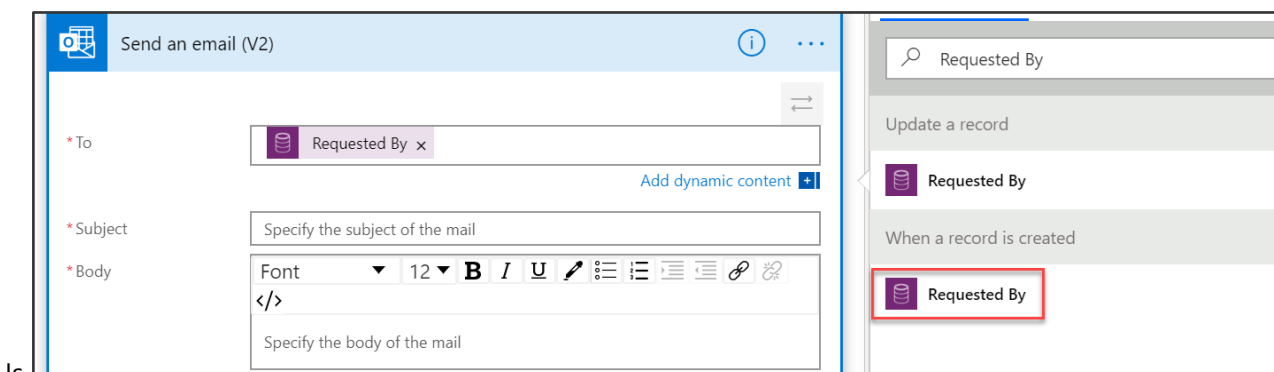 Send an email (V2)
* To
Requested By ×
Add dynamic content
* Subject
Specify the subject of the mail
* Body
Font
12
B I U
</>
Specify the body of the mail
Requested By
Update a record
Requested By
When a record is created
Requested By